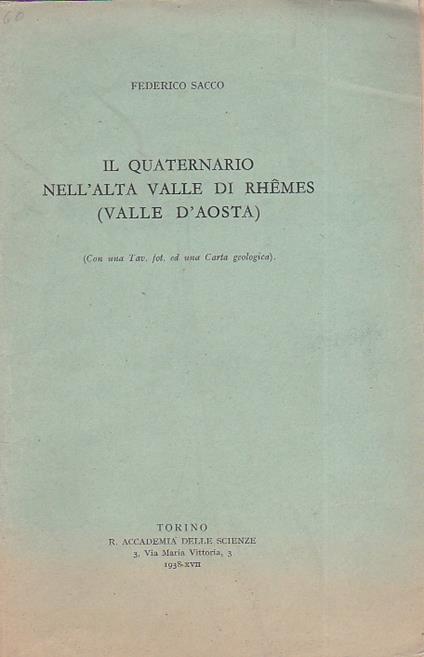 60
FEDERICO SACCO
IL QUATERNARIO
NELL'ALTA VALLE DI RHÊMES
(VALLE D'AOSTA)
(Con una Tav. fot. ed una Carta geologica).
TORINO
R. ACCADEMIA DELLE SCIENZE
3, Via Maria Vittoria, 3
1938-XVII